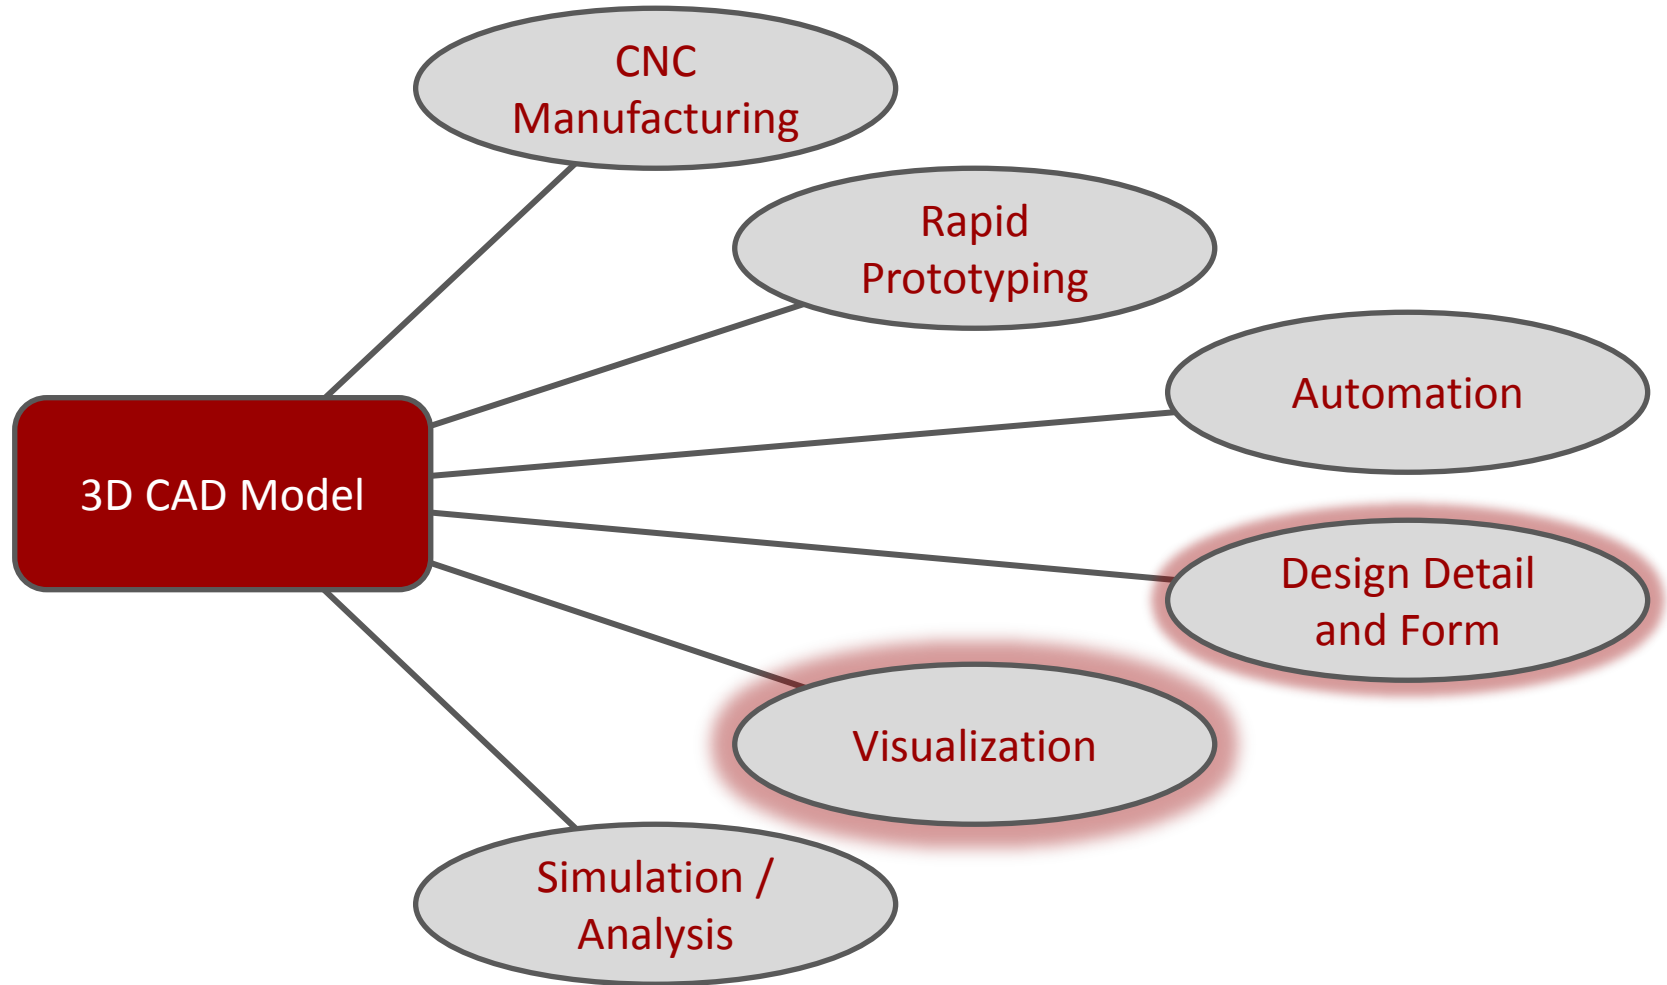 CNC
Manufacturing
Rapid
Prototyping
Automation
3D CAD Model
Design Detail
and Form
Visualization
Simulation /
Analysis